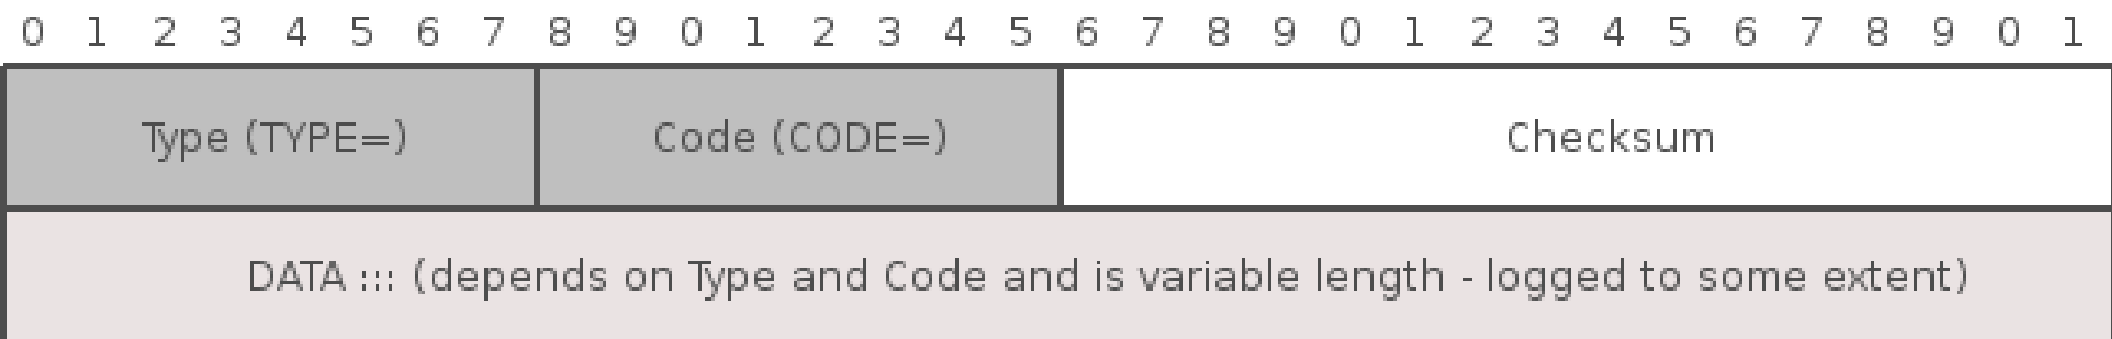 0 1 2 3 4 5 6 7 8 9 0 1 2 3 4 5 6 7 8 9 0 1 2 3 4 5 6 7 8 9 0 1
Type (TYPE=) Code (CODE=) Checksum
DATA ::: (depends on Type and Code and is variable length - logged to some extent)